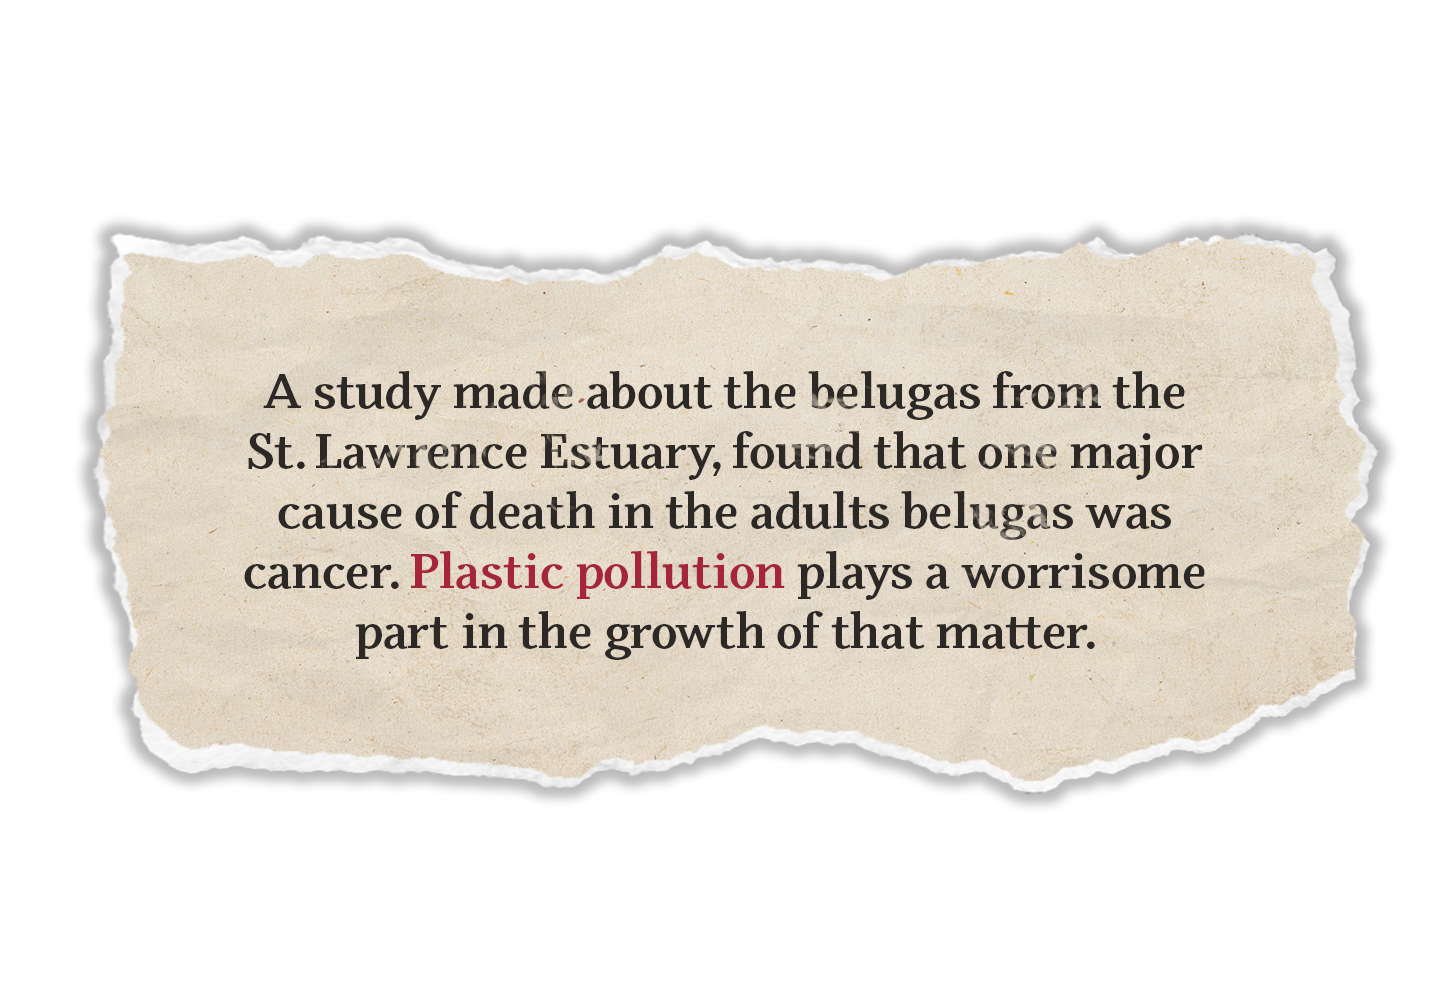 A study made about the belugas from the
St. Lawrence Estuary, found that one major
cause of death in the adults belugas was
cancer. Plastic pollution plays a worrisome
part in the growth of that matter.